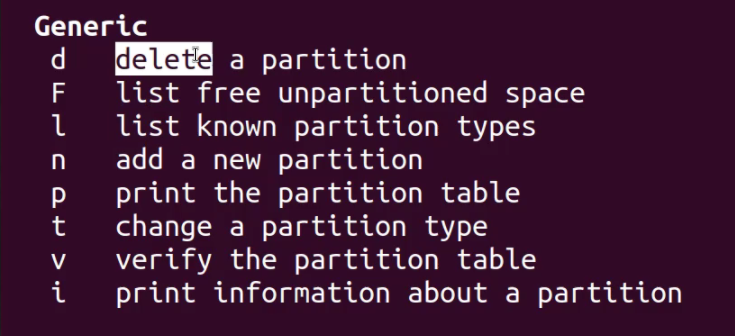 Generic
d delete a partition
F list free unpartitioned space
l list known partition types
n add a new partition
p print the partition table
t change a partition type
v verify the partition table
i print information about a partition